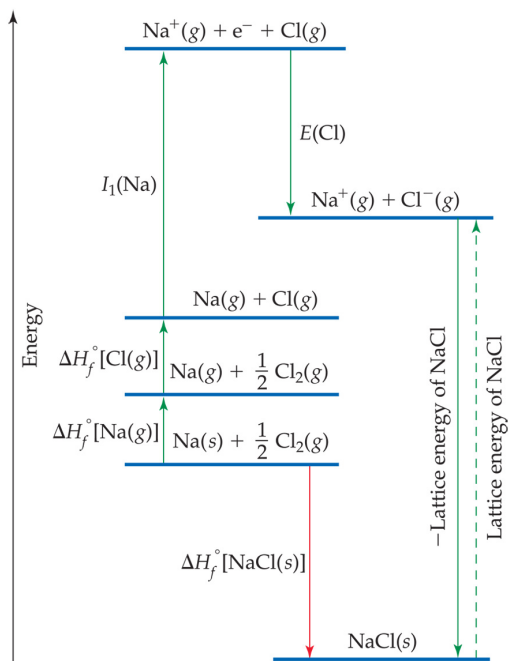 Na⁺(g) + e⁻ + Cl(g)
E(Cl)
I₁(Na)
Na⁺(g) + Cl⁻(g)
Na(g) + Cl(g)
Energy
ΔH°f[Cl(g)]
Na(g) + 1/2 Cl₂(g)
ΔH°f[Na(g)]
Na(s) + 1/2 Cl₂(g)
−Lattice energy of NaCl
Lattice energy of NaCl
ΔH°f[NaCl(s)]
NaCl(s)